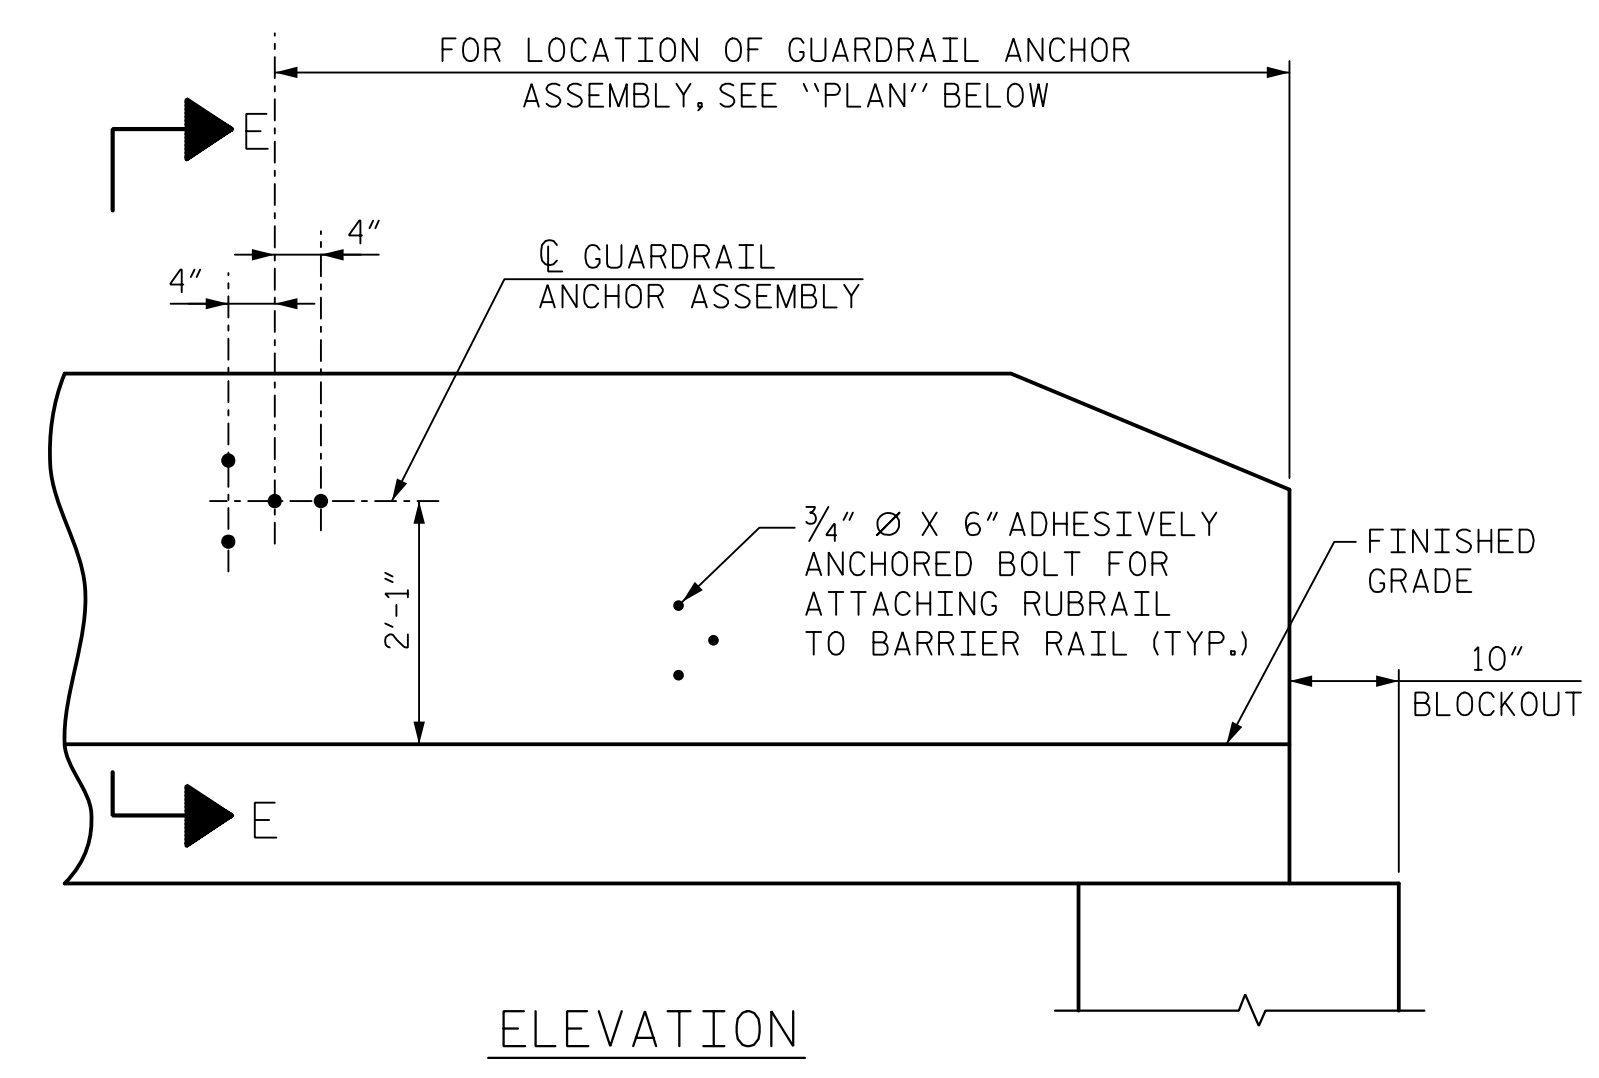 FOR LOCATION OF GUARDRAIL ANCHOR
ASSEMBLY, SEE "PLAN" BELOW
E
4"
4"
℄ GUARDRAIL
ANCHOR ASSEMBLY
3/4" Ø X 6" ADHESIVELY
ANCHORED BOLT FOR
ATTACHING RUBRAIL
TO BARRIER RAIL (TYP.)
FINISHED
GRADE
2'-1"
10"
BLOCKOUT
E
ELEVATION